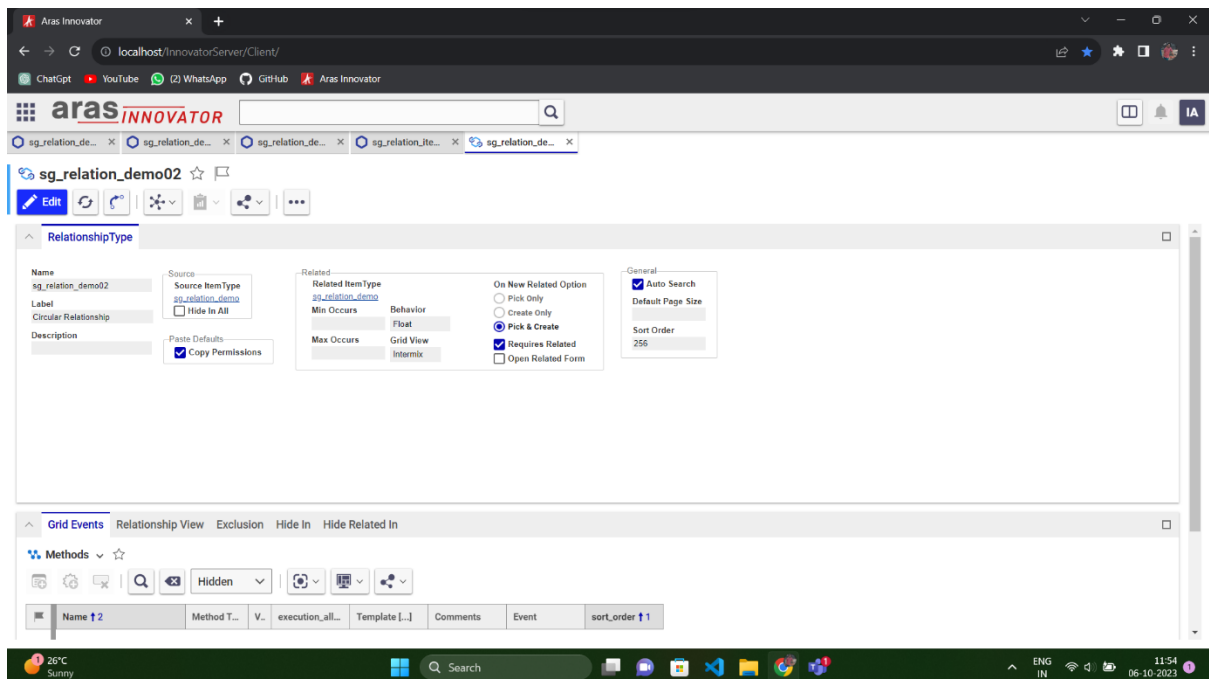 Aras Innovator
localhost/InnovatorServer/Client/
ChatGpt YouTube (2) WhatsApp GitHub Aras Innovator
aras INNOVATOR IA
sg_relation_de... sg_relation_de... sg_relation_de... sg_relation_ite... sg_relation_de...
sg_relation_demo02
Edit
RelationshipType
Name
sg_relation_demo02
Label
Circular Relationship
Description
Source
Source ItemType
sg_relation_demo
Hide In All
Paste Defaults
Copy Permissions
Related
Related ItemType
sg_relation_demo
Min Occurs Behavior
Float
Max Occurs Grid View
Intermix
On New Related Option
Pick Only
Create Only
Pick & Create
Requires Related
Open Related Form
General
Auto Search
Default Page Size
Sort Order
256
Grid Events Relationship View Exclusion Hide In Hide Related In
Methods
Hidden
Name 2 Method T... V... execution_all... Template [...] Comments Event sort_order 1
1 26°C
Sunny
Search
ENG
IN
11:54
06-10-2023
1